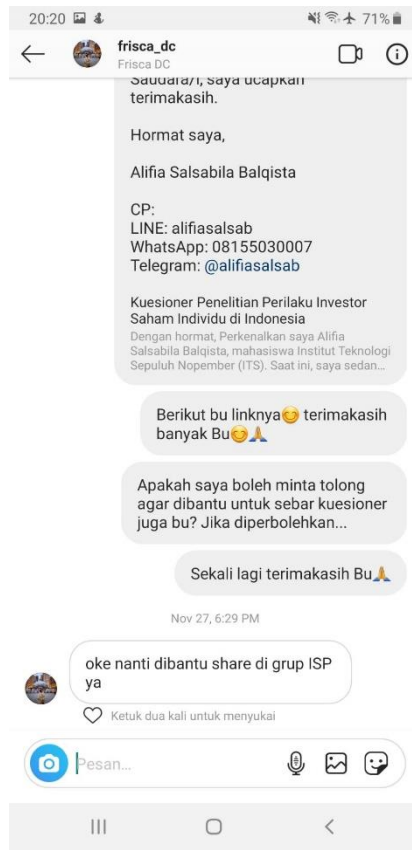 20:20 71%
frisca_dc
Frisca DC
Saudara/i, saya ucapkan
terimakasih.
Hormat saya,
Alifia Salsabila Balqista
CP:
LINE: alifiasalsab
WhatsApp: 08155030007
Telegram: @alifiasalsab
Kuesioner Penelitian Perilaku Investor
Saham Individu di Indonesia
Dengan hormat, Perkenalkan saya Alifia
Salsabila Balqista, mahasiswa Institut Teknologi
Sepuluh Nopember (ITS). Saat ini, saya sedan...
Berikut bu linknya😊 terimakasih
banyak Bu😊🙏
Apakah saya boleh minta tolong
agar dibantu untuk sebar kuesioner
juga bu? Jika diperbolehkan...
Sekali lagi terimakasih Bu🙏
Nov 27, 6:29 PM
oke nanti dibantu share di grup ISP
ya
Ketuk dua kali untuk menyukai
Pesan...